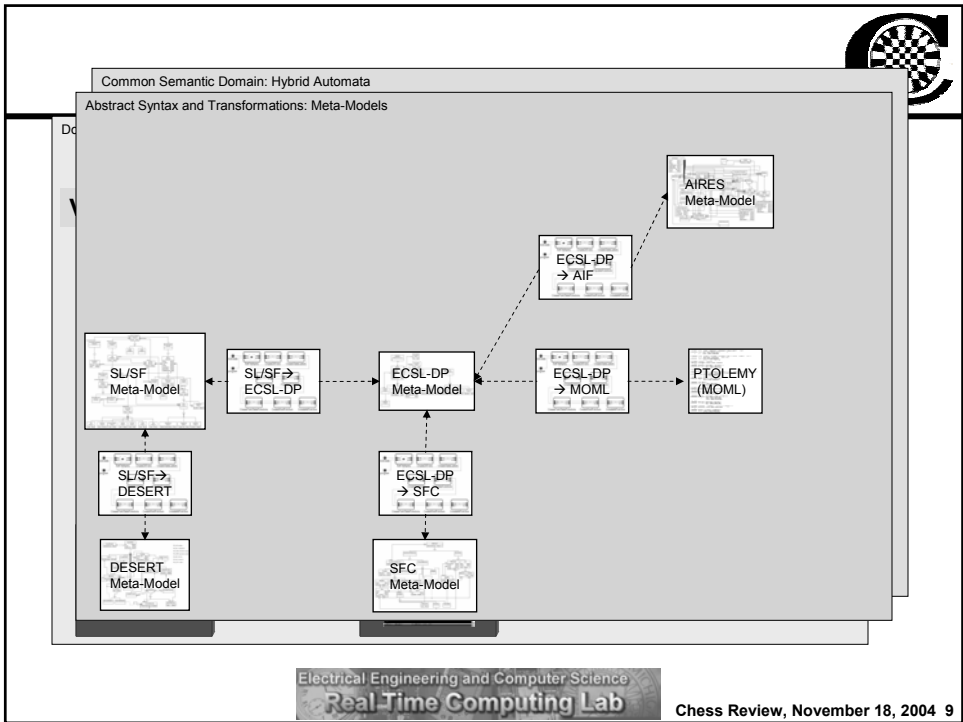 Common Semantic Domain: Hybrid Automata
Abstract Syntax and Transformations: Meta-Models
AIRES
Meta-Model
ECSL-DP
→ AIF
SL/SF
Meta-Model
SL/SF→
ECSL-DP
ECSL-DP
Meta-Model
ECSL-DP
→ MOML
PTOLEMY
(MOML)
SL/SF→
DESERT
ECSL-DP
→ SFC
DESERT
Meta-Model
SFC
Meta-Model
Electrical Engineering and Computer Science
Real-Time Computing Lab
Chess Review, November 18, 2004 9